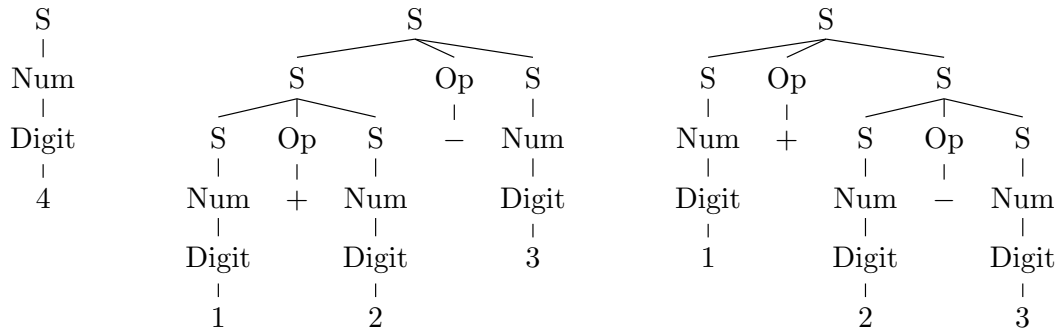 S S S
Num S Op S S Op S
Digit S Op S − Num Num + S Op S
4 Num + Num Digit Digit Num − Num
Digit Digit 3 1 Digit Digit
1 2 2 3